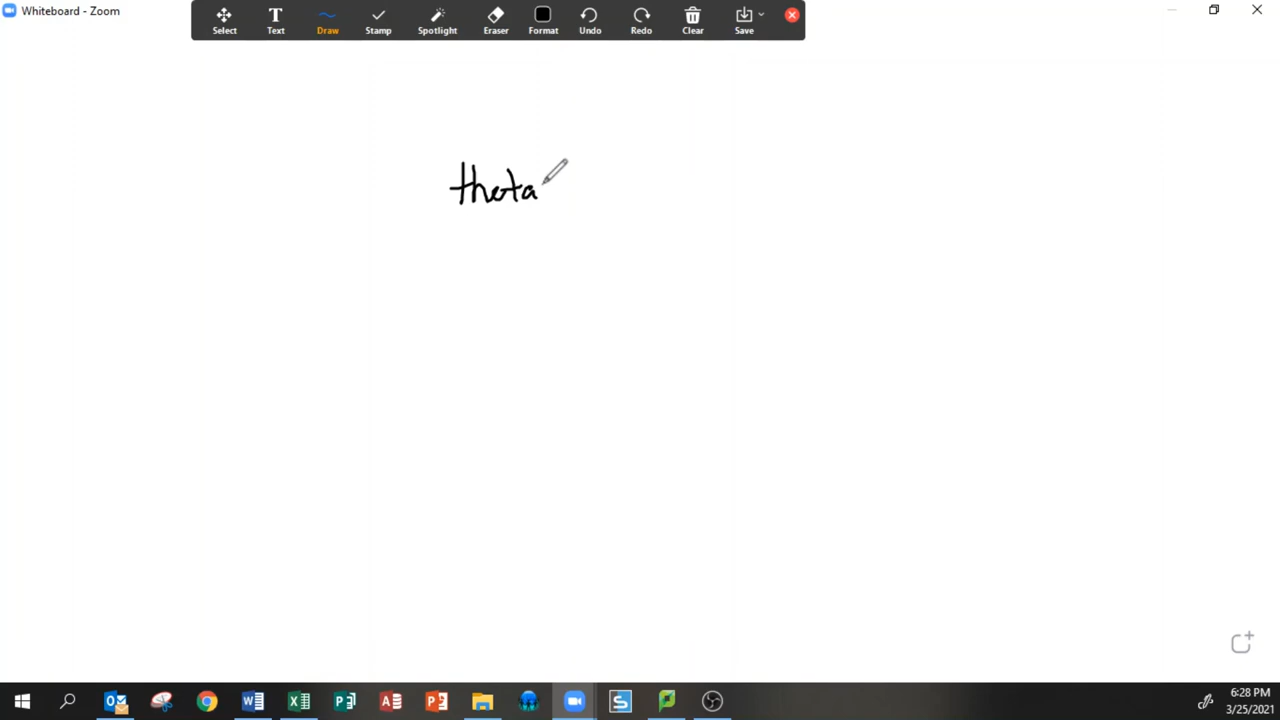 Whiteboard - Zoom
Select Text Draw Stamp Spotlight Eraser Format Undo Redo Clear Save
theta
6:28 PM
3/25/2021